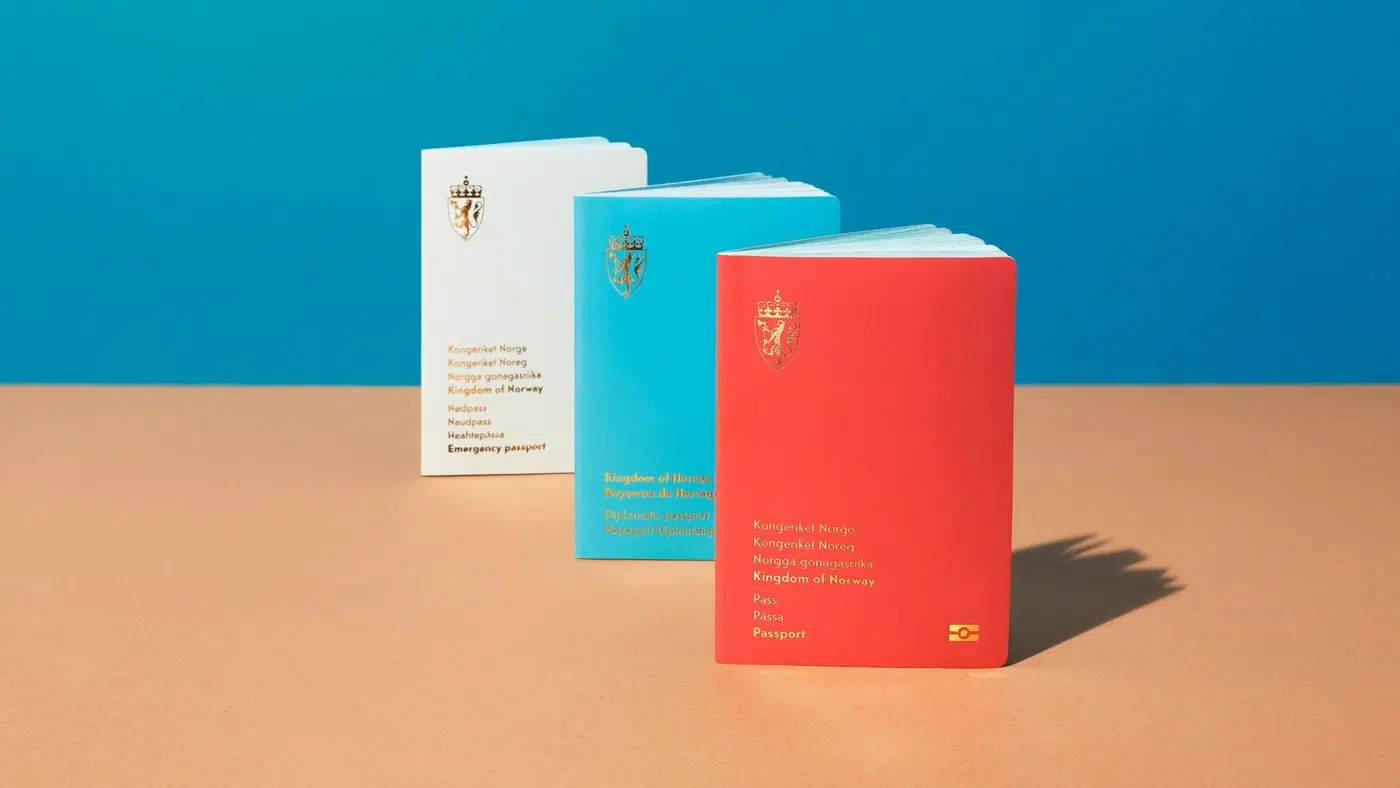 Kongeriket Norge
Kongeriket Noreg
Norgga gonagasriika
Kingdom of Norway
Nødpass
Naudpass
Heahtepássa
Emergency passport
Kingdom of Norway
Diplomatic passport
Kongeriket Norge
Kongeriket Noreg
Norgga gonagasriika
Kingdom of Norway
Pass
Pássa
Passport